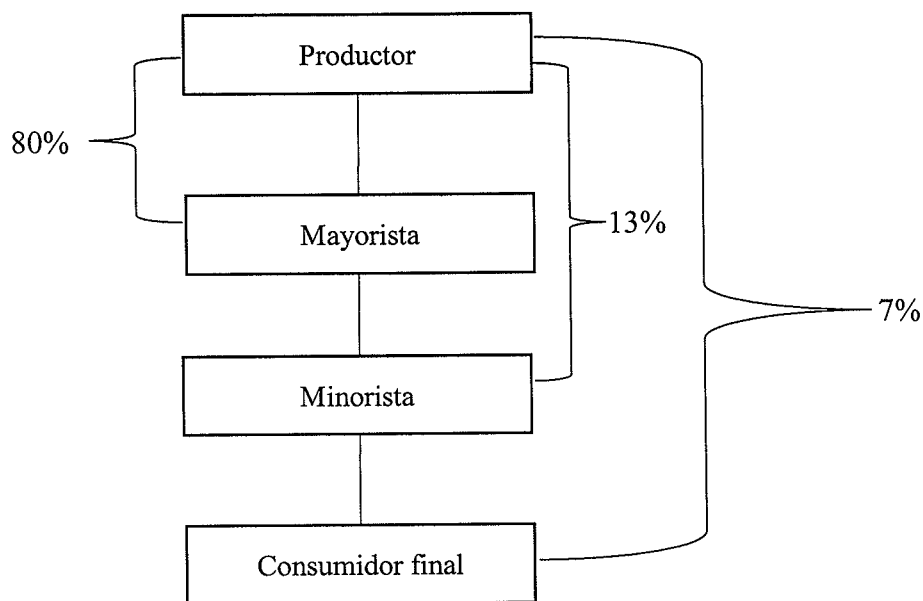 Productor
80%
Mayorista
13%
7%
Minorista
Consumidor final